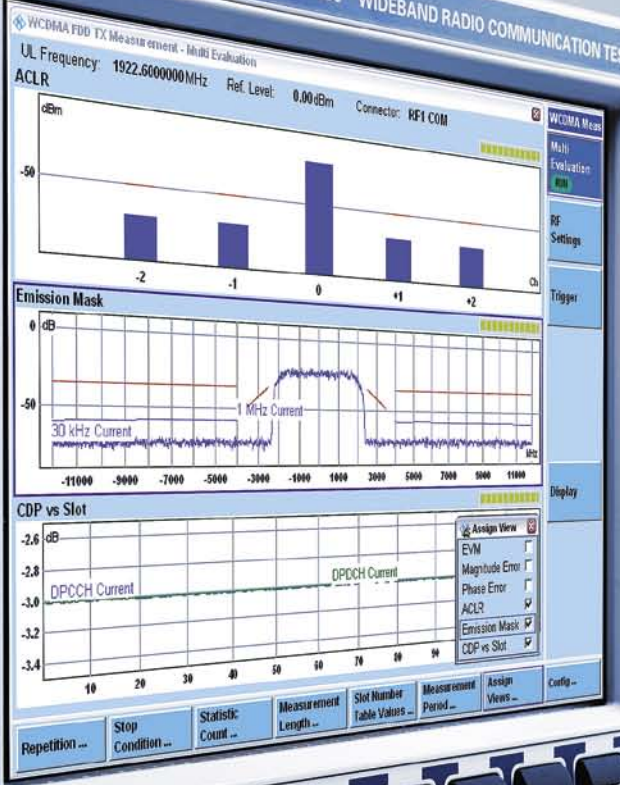 WIDEBAND RADIO COMMUNICATION TES
WCDMA FDD TX Measurement - Multi Evaluation
UL Frequency: 1922.6000000MHz Ref. Level: 0.00dBm Connector: RF1 COM
ACLR
dBm
-50
-2 -1 0 +1 +2 Ch
Emission Mask
0 dB
-50
1 MHz Current
30 kHz Current
MHz
-11000 -9000 -7000 -5000 -3000 -1000 1000 3000 5000 7000 9000 11000
CDP vs Slot
-2.6 dB
-2.8
DPCCH Current DPDCH Current
-3.0
-3.2
-3.4
10 20 30 40 50 60 70 80 90
Assign View
EVM
Magnitude Error
Phase Error
ACLR
Emission Mask
CDP vs Slot
WCDMA Meas
Multi
Evaluation
RUN
RF
Settings
Trigger
Display
Repetition ...
Stop
Condition ...
Statistic
Count ...
Measurement
Length ...
Slot Number
Table Values ...
Measurement
Period ...
Assign
Views ...
Config ...